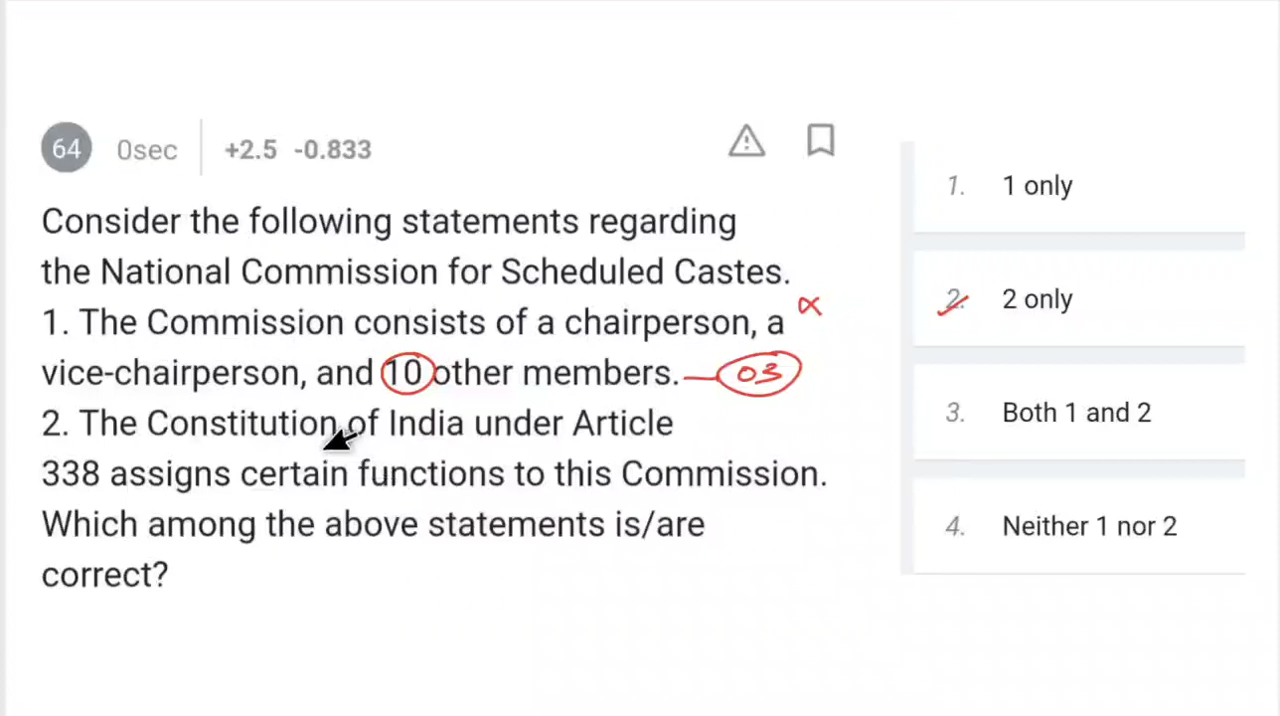 64 0sec +2.5 -0.833
Consider the following statements regarding
the National Commission for Scheduled Castes.
1. The Commission consists of a chairperson, a
vice-chairperson, and 10 other members. 03
2. The Constitution of India under Article
338 assigns certain functions to this Commission.
Which among the above statements is/are
correct?
1. 1 only
2. 2 only
3. Both 1 and 2
4. Neither 1 nor 2